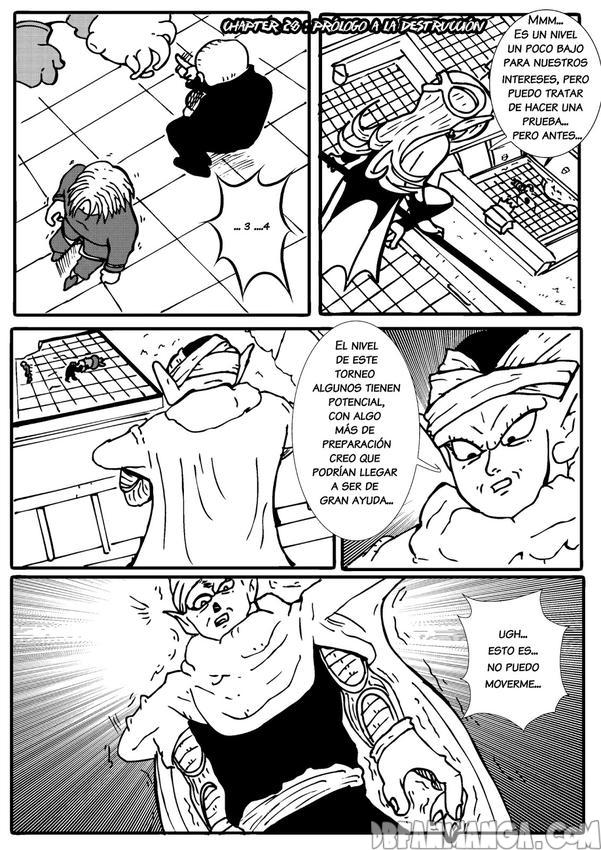 CHAPTER 20 : PRÓLOGO A LA DESTRUCCIÓN
... 3 ....4
MMM...
ES UN NIVEL
UN POCO BAJO
PARA NUESTROS
INTERESES, PERO
PUEDO TRATAR
DE HACER UNA
PRUEBA...
PERO ANTES...
EL NIVEL
DE ESTE
TORNEO
ALGUNOS TIENEN
POTENCIAL,
CON ALGO
MÁS DE
PREPARACIÓN
CREO QUE
PODRÍAN LLEGAR
A SER DE
GRAN AYUDA...
UGH...
ESTO ES...
NO PUEDO
MOVERME...
DBFANMANGA.COM